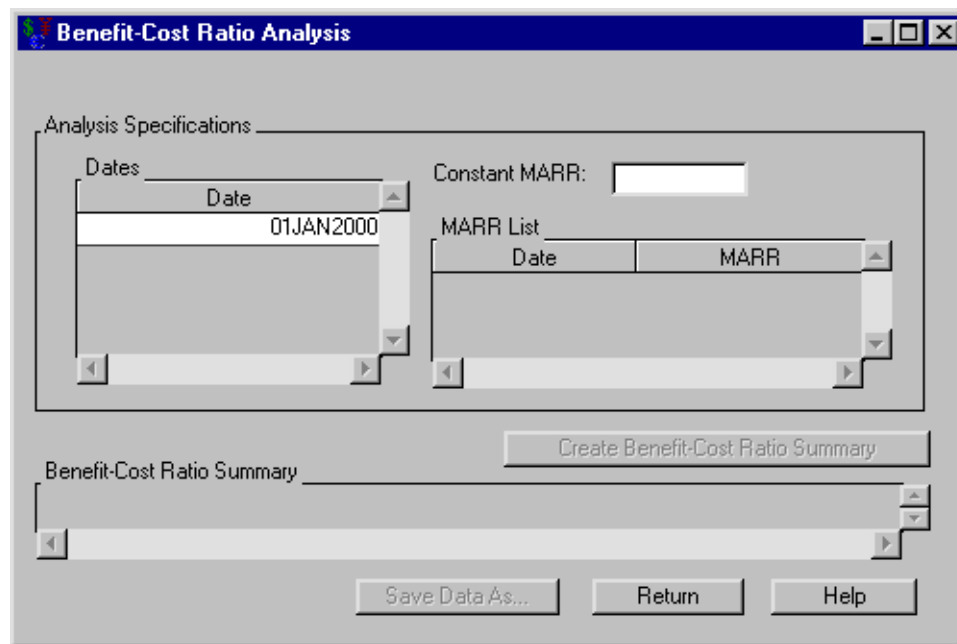 Benefit-Cost Ratio Analysis
Analysis Specifications
Dates
Date
01JAN2000
Constant MARR:
MARR List
Date MARR
Create Benefit-Cost Ratio Summary
Benefit-Cost Ratio Summary
Save Data As... Return Help